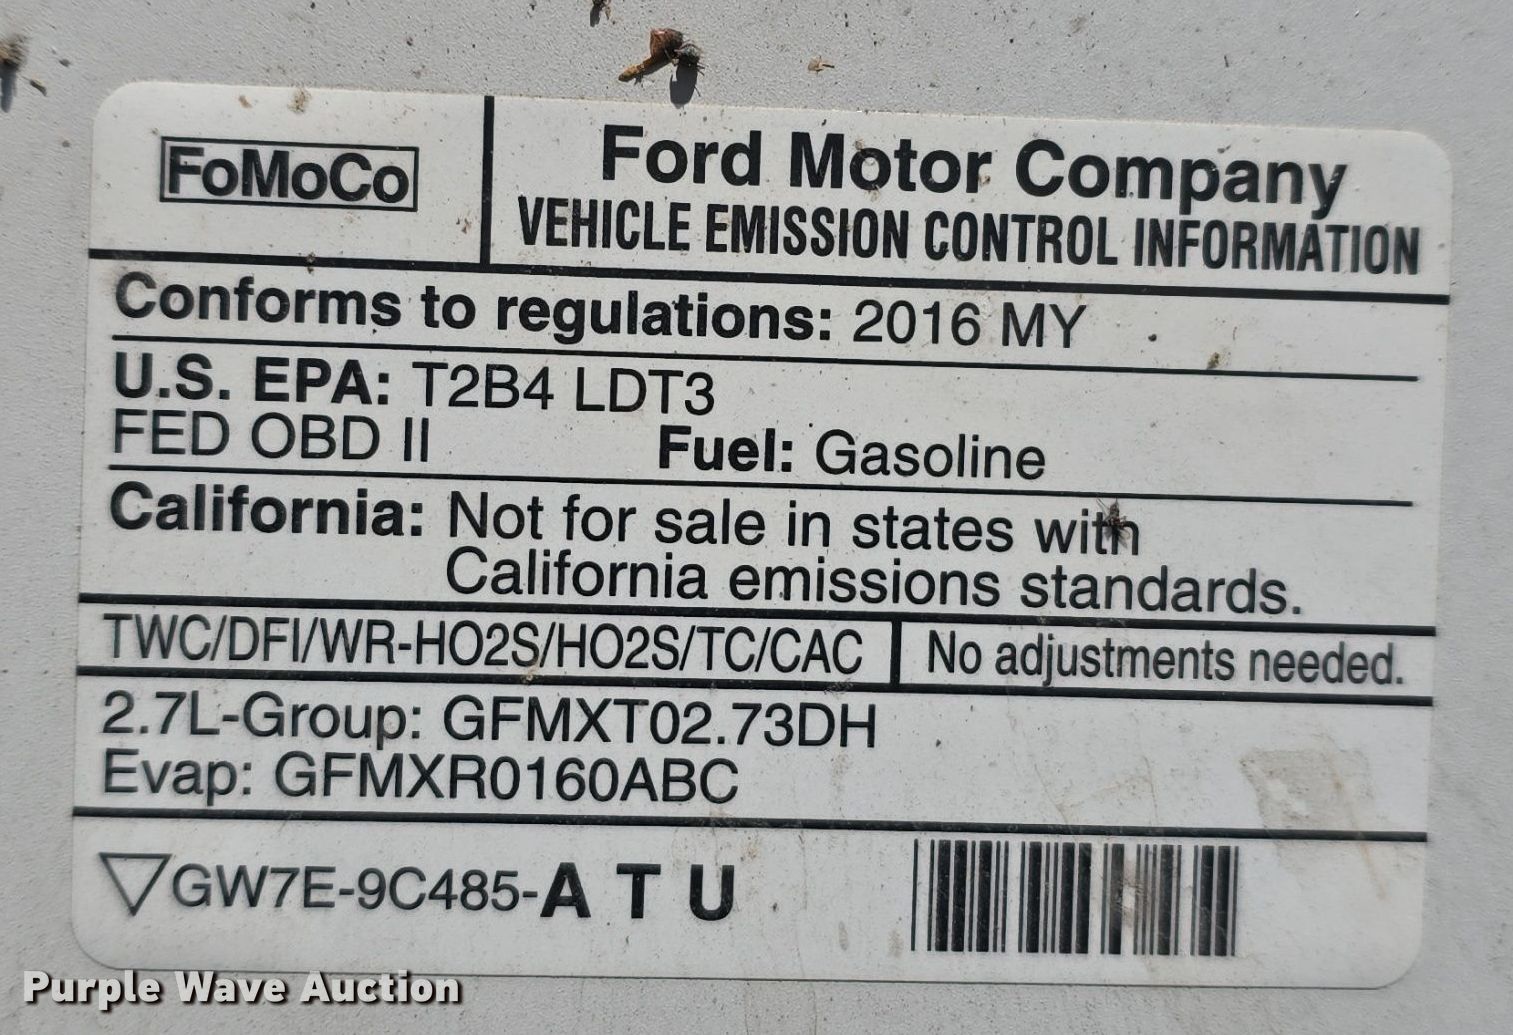 FoMoCo
Ford Motor Company
VEHICLE EMISSION CONTROL INFORMATION
Conforms to regulations: 2016 MY
U.S. EPA: T2B4 LDT3
FED OBD II Fuel: Gasoline
California: Not for sale in states with
California emissions standards.
TWC/DFI/WR-HO2S/HO2S/TC/CAC No adjustments needed.
2.7L-Group: GFMXT02.73DH
Evap: GFMXR0160ABC
GW7E-9C485-A T U
Purple Wave Auction